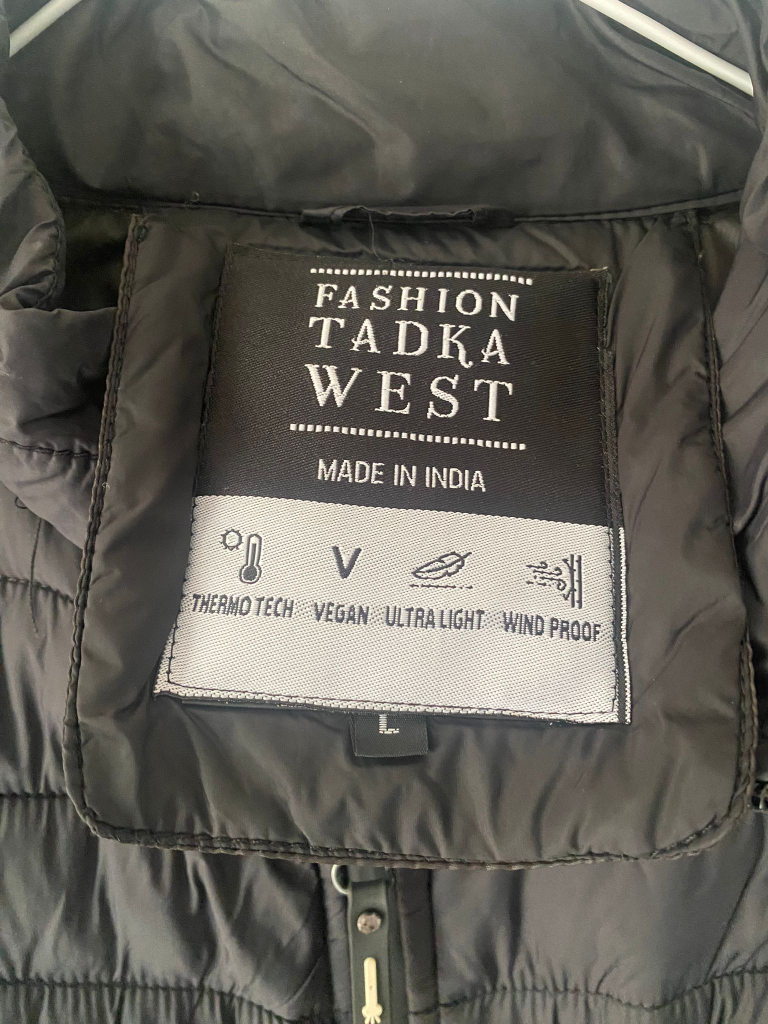 FASHION
TADKA
WEST
MADE IN INDIA
V
THERMO TECH VEGAN ULTRA LIGHT WIND PROOF
L